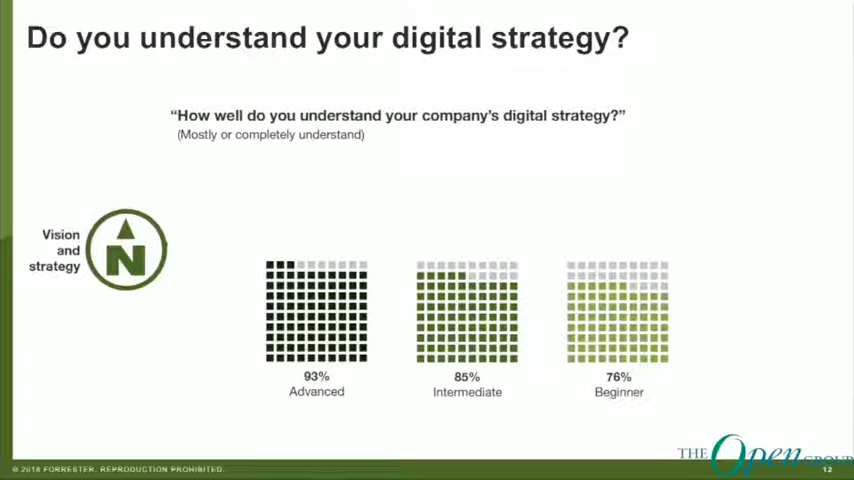 Do you understand your digital strategy?
“How well do you understand your company’s digital strategy?”
(Mostly or completely understand)
Vision
and
strategy
N
93%
Advanced
85%
Intermediate
76%
Beginner
© 2018 FORRESTER. REPRODUCTION PROHIBITED.
THE Open GROUP
12